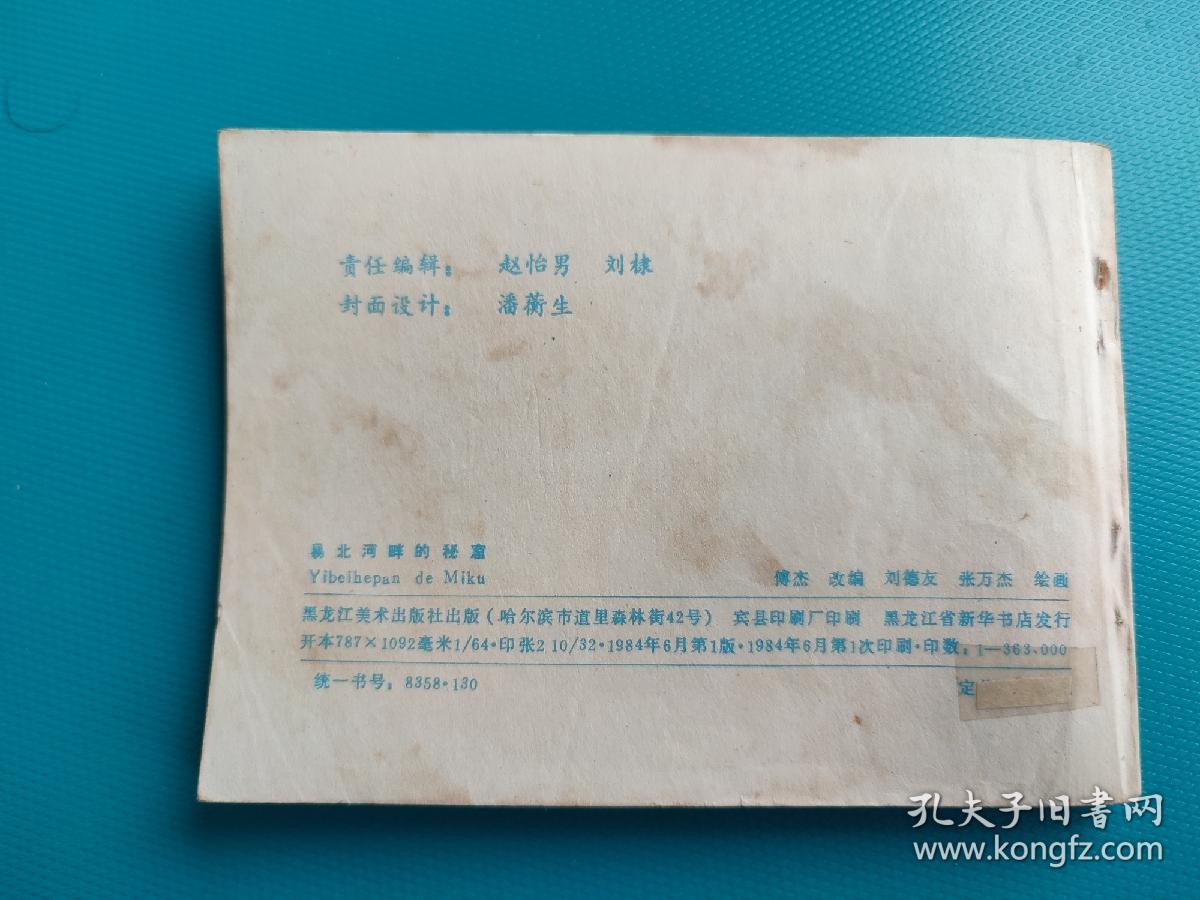 责任编辑： 赵怡男 刘棣
封面设计： 潘蘅生
易北河畔的秘窟
Yibeihepan de Miku
傅杰 改编 刘德友 张万杰 绘画
黑龙江美术出版社出版（哈尔滨市道里森林街42号） 宾县印刷厂印刷 黑龙江省新华书店发行
开本787×1092毫米1/64·印张2 10/32·1984年6月第1版·1984年6月第1次印刷·印数：1—363,000
统一书号：8358·130 定
孔夫子旧书网
www.kongfz.com